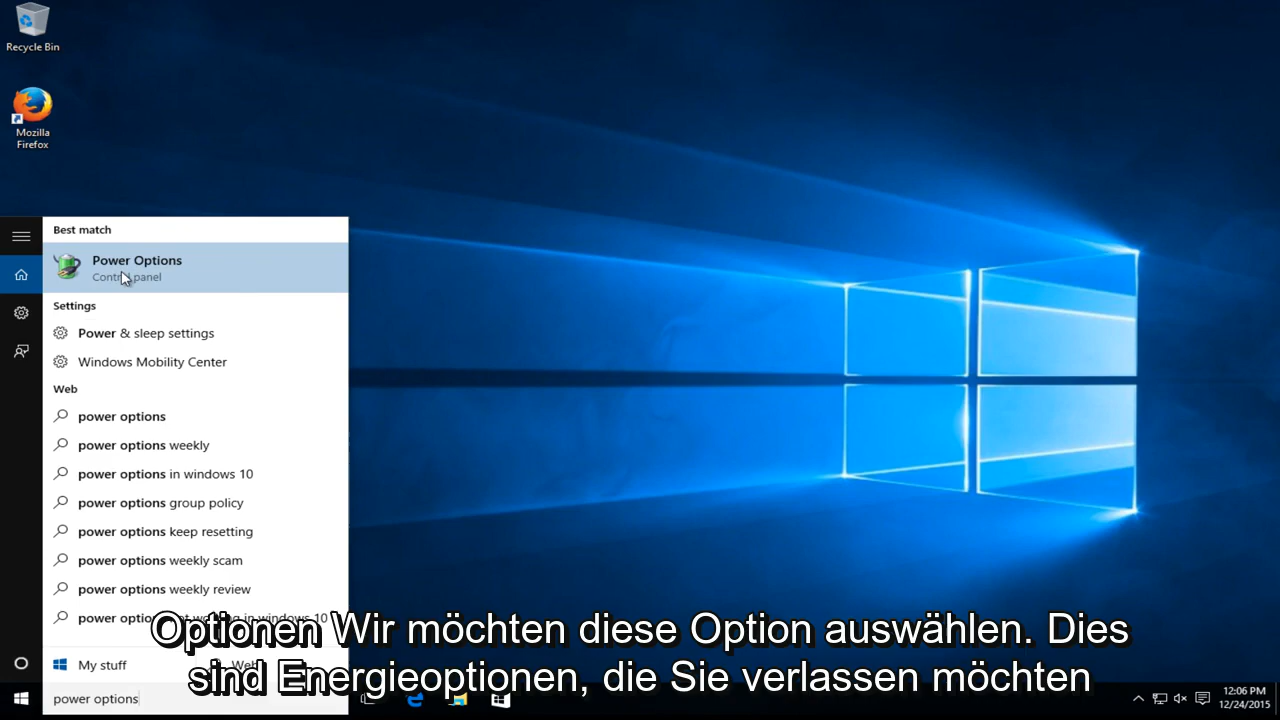 Recycle Bin
Mozilla
Firefox
Best match
Power Options
Control panel
Settings
Power & sleep settings
Windows Mobility Center
Web
power options
power options weekly
power options in windows 10
power options group policy
power options keep resetting
power options weekly scam
power options weekly review
power in windows 10
Optionen Wir möchten diese Option auswählen. Dies
sind Energieoptionen, die Sie verlassen möchten
My stuff
Web
power options
12:06 PM
12/24/2015